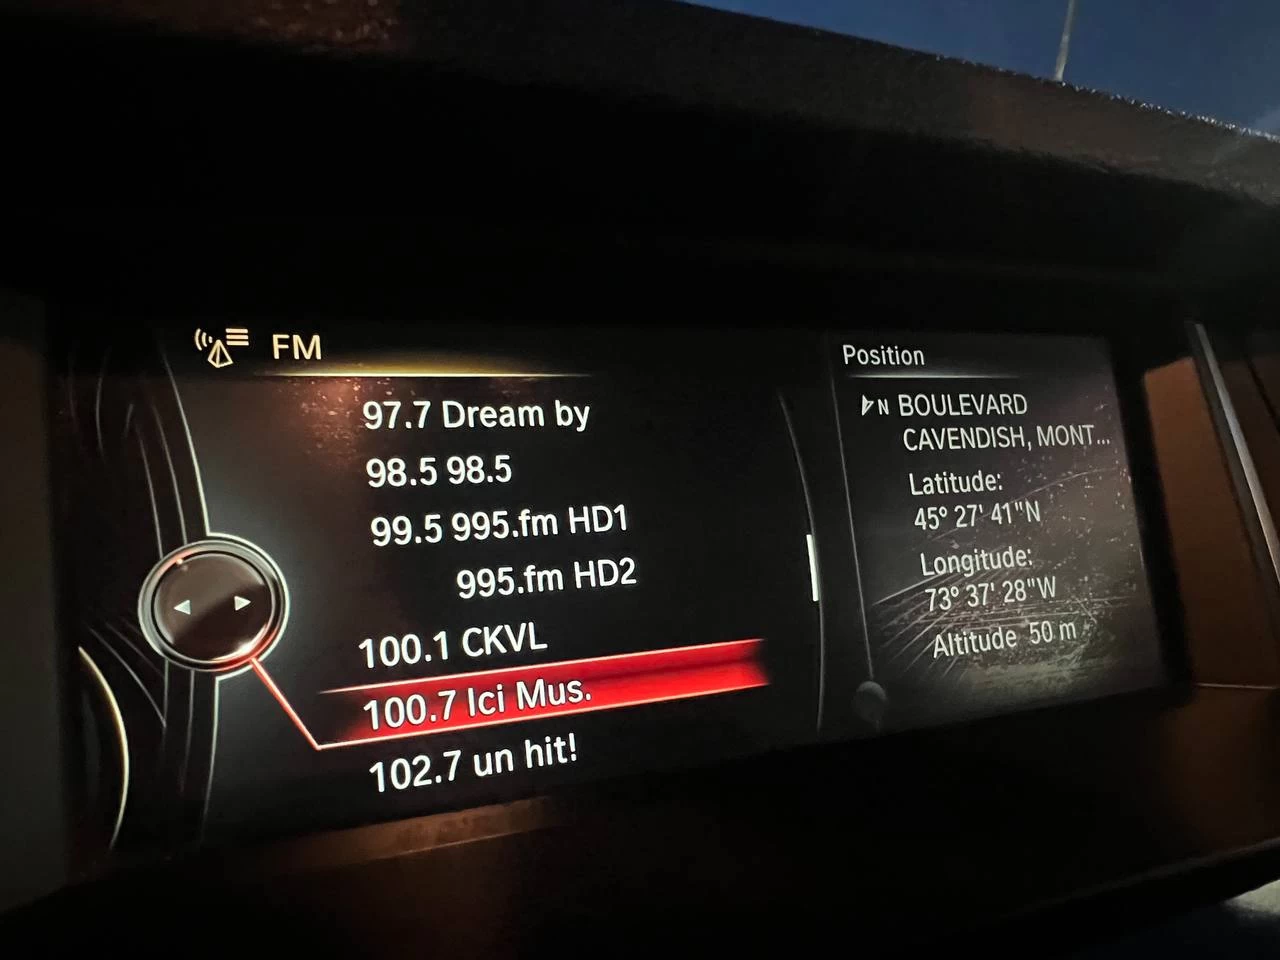 FM
97.7 Dream by
98.5 98.5
99.5 995.fm HD1
995.fm HD2
100.1 CKVL
100.7 Ici Mus.
102.7 un hit!
Position
N BOULEVARD
CAVENDISH, MONT...
Latitude:
45° 27' 41"N
Longitude:
73° 37' 28"W
Altitude 50 m